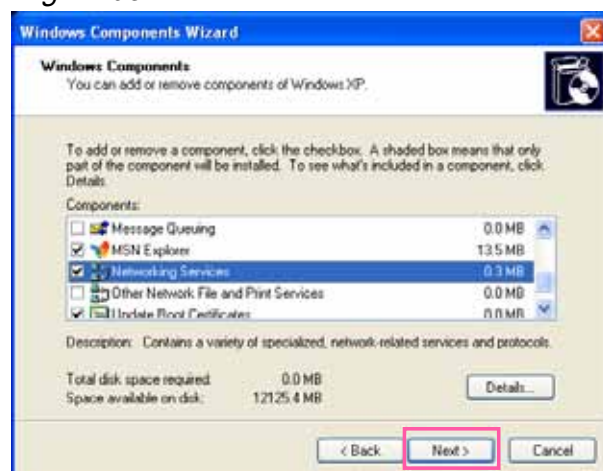 Windows Components Wizard
Windows Components
You can add or remove components of Windows XP.
To add or remove a component, click the checkbox. A shaded box means that only
part of the component will be installed. To see what's included in a component, click
Details.
Components:
Message Queuing 0.0 MB
MSN Explorer 13.5 MB
Networking Services 0.3 MB
Other Network File and Print Services 0.0 MB
Update Root Certificates 0.0 MB
Description: Contains a variety of specialized, network-related services and protocols.
Total disk space required: 0.0 MB
Space available on disk: 12125.4 MB
Details...
< Back Next > Cancel